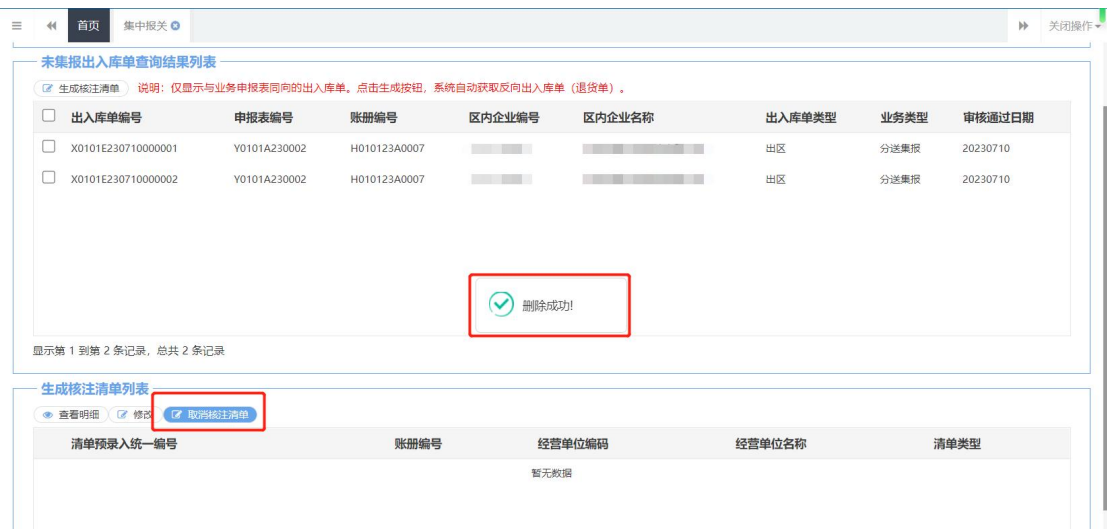 首页 集中报关 关闭操作
未集报出入库单查询结果列表
生成核注清单 说明：仅显示与业务申报表同向的出入库单。点击生成按钮，系统自动获取反向出入库单（退货单）。
出入库单编号 申报表编号 账册编号 区内企业编号 区内企业名称 出入库单类型 业务类型 审核通过日期
X0101E230710000001 Y0101A230002 H010123A0007 出区 分送集报 20230710
X0101E230710000002 Y0101A230002 H010123A0007 出区 分送集报 20230710
删除成功!
显示第 1 到第 2 条记录，总共 2 条记录
生成核注清单列表
查看明细 修改 取消核注清单
清单预录入统一编号 账册编号 经营单位编码 经营单位名称 清单类型
暂无数据